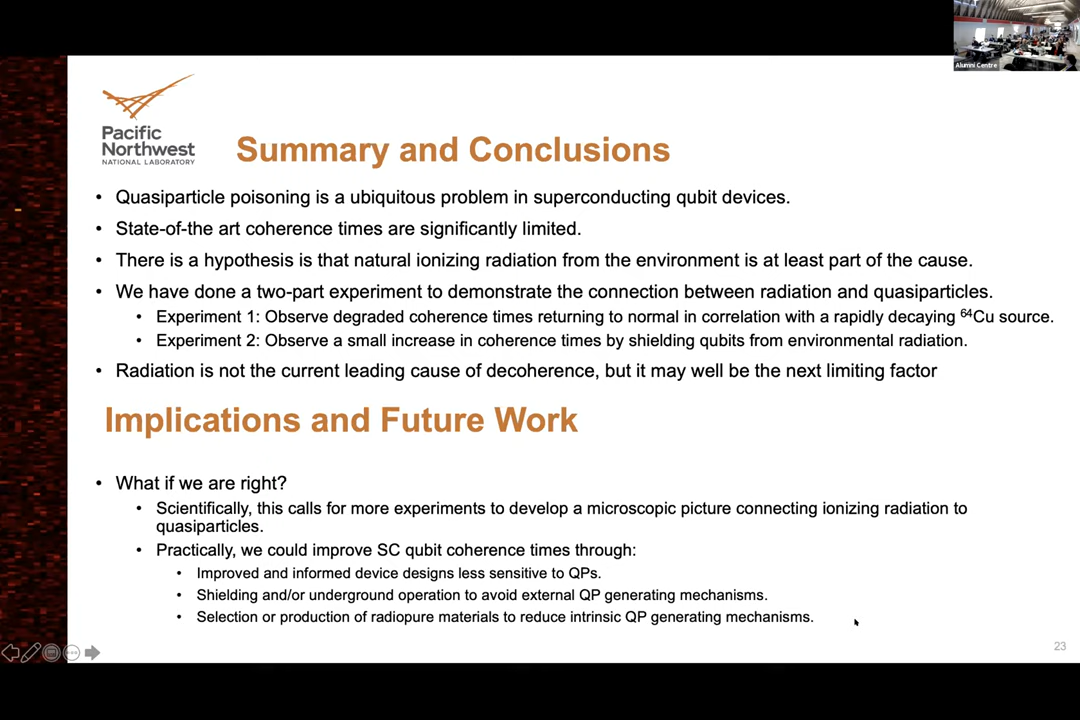 Alumni Centre
Pacific
Northwest
NATIONAL LABORATORY
Summary and Conclusions
• Quasiparticle poisoning is a ubiquitous problem in superconducting qubit devices.
• State-of-the art coherence times are significantly limited.
• There is a hypothesis is that natural ionizing radiation from the environment is at least part of the cause.
• We have done a two-part experiment to demonstrate the connection between radiation and quasiparticles.
• Experiment 1: Observe degraded coherence times returning to normal in correlation with a rapidly decaying ⁶⁴Cu source.
• Experiment 2: Observe a small increase in coherence times by shielding qubits from environmental radiation.
• Radiation is not the current leading cause of decoherence, but it may well be the next limiting factor
Implications and Future Work
• What if we are right?
• Scientifically, this calls for more experiments to develop a microscopic picture connecting ionizing radiation to
quasiparticles.
• Practically, we could improve SC qubit coherence times through:
• Improved and informed device designs less sensitive to QPs.
• Shielding and/or underground operation to avoid external QP generating mechanisms.
• Selection or production of radiopure materials to reduce intrinsic QP generating mechanisms.
23